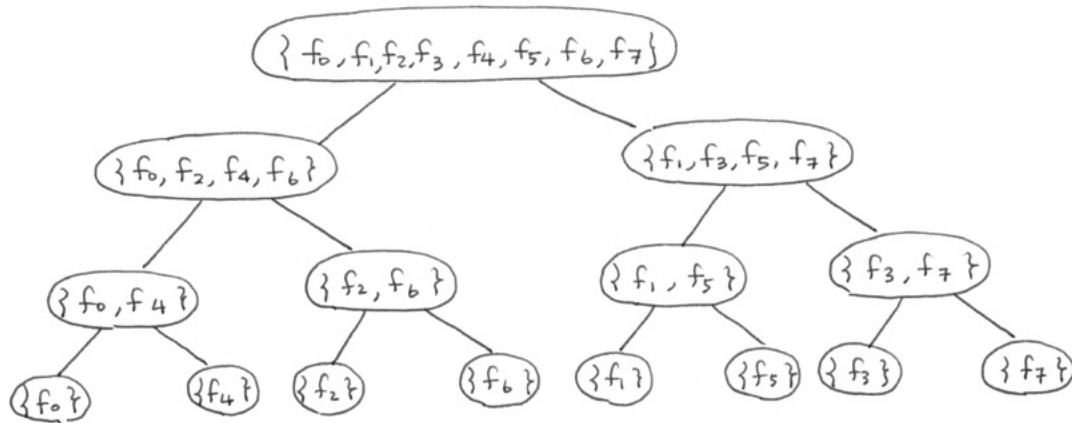 { f₀, f₁, f₂, f₃, f₄, f₅, f₆, f₇}
{f₀, f₂, f₄, f₆}
{f₁, f₃, f₅, f₇}
{f₀, f₄}
{f₂, f₆}
{f₁, f₅}
{f₃, f₇}
{f₀}
{f₄}
{f₂}
{f₆}
{f₁}
{f₅}
{f₃}
{f₇}